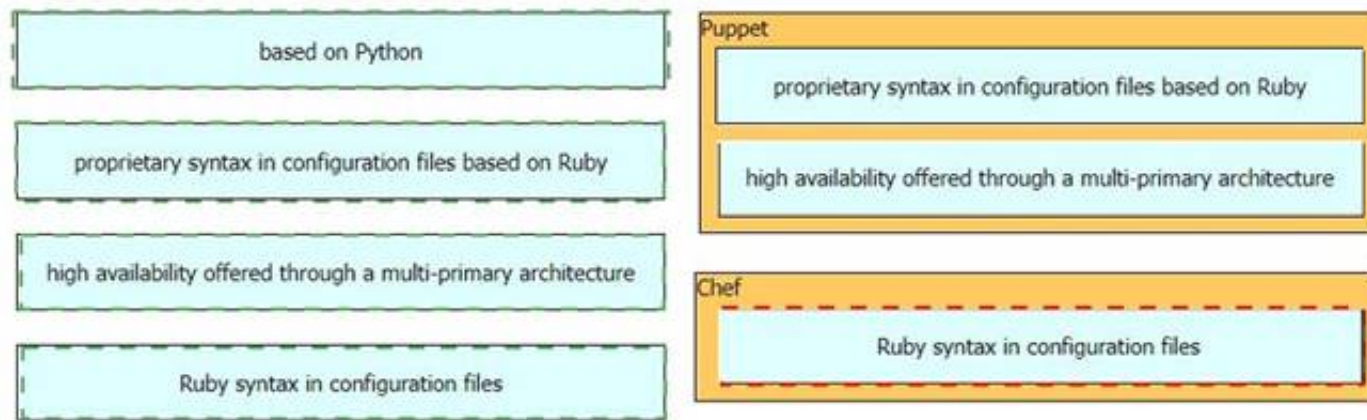 based on Python
proprietary syntax in configuration files based on Ruby
high availability offered through a multi-primary architecture
Ruby syntax in configuration files
Puppet
proprietary syntax in configuration files based on Ruby
high availability offered through a multi-primary architecture
Chef
Ruby syntax in configuration files